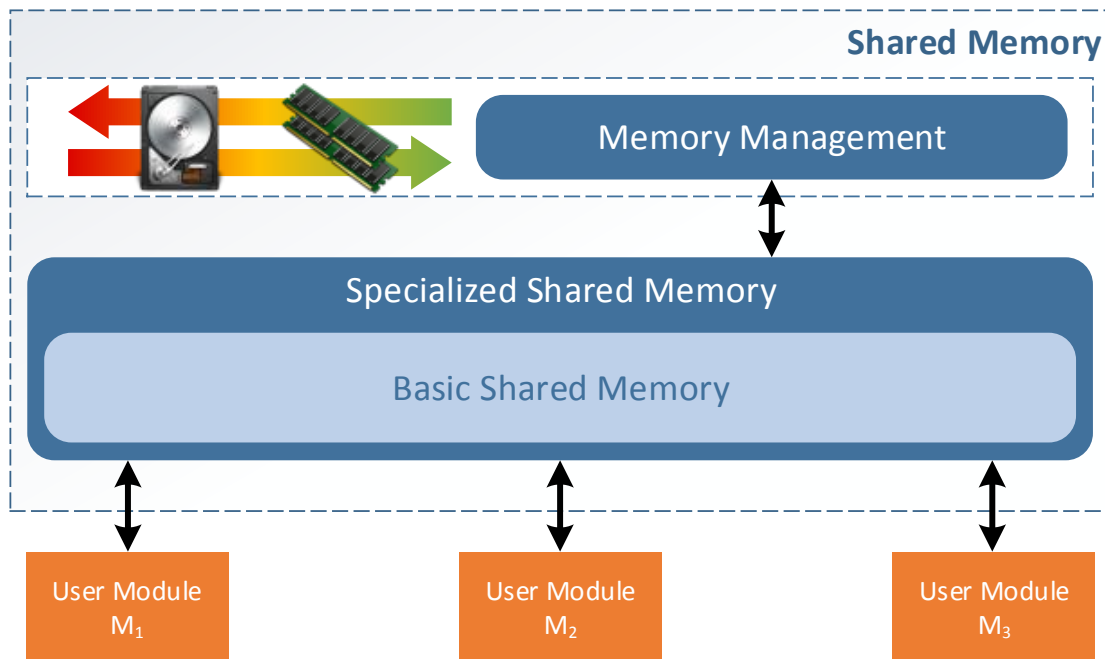 Shared Memory
Memory Management
Specialized Shared Memory
Basic Shared Memory
User Module
M₁
User Module
M₂
User Module
M₃